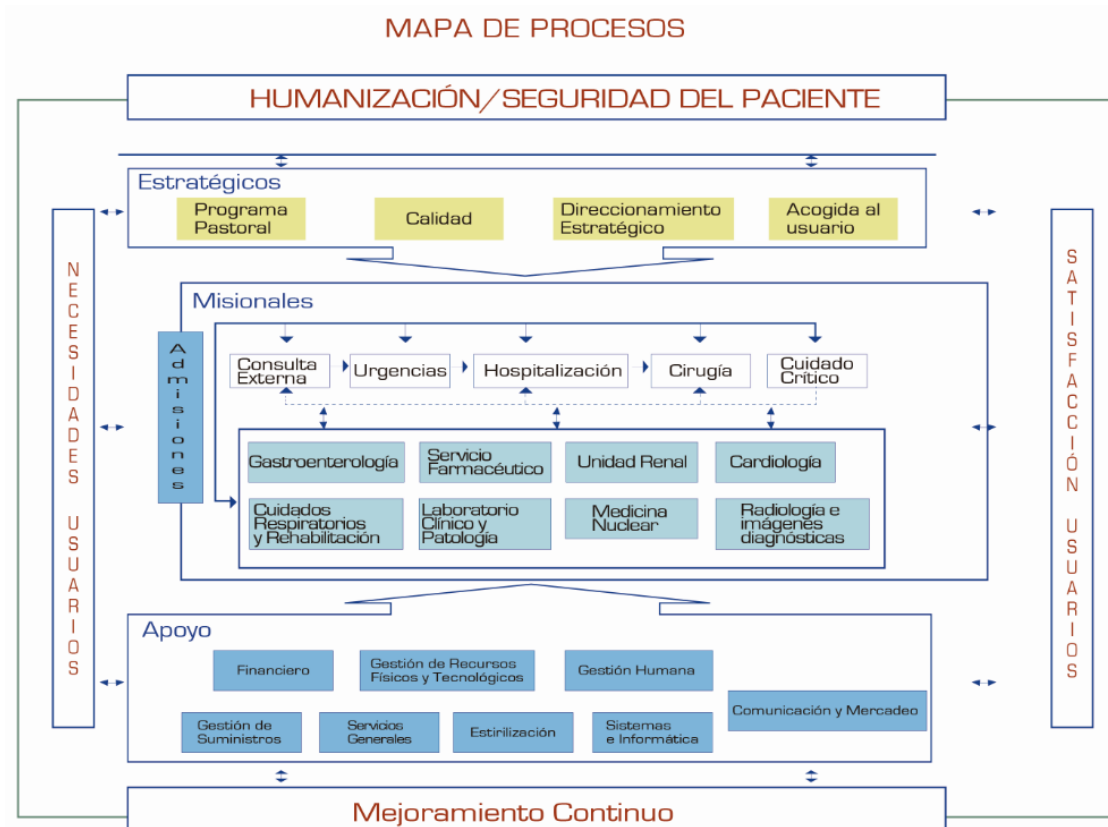 MAPA DE PROCESOS
HUMANIZACIÓN/SEGURIDAD DEL PACIENTE
Estratégicos
Programa
Pastoral
Calidad
Direccionamiento
Estratégico
Acogida al
usuario
NECESIDADES USUARIOS
SATISFACCIÓN USUARIOS
Misionales
Admisiones
Consulta
Externa
Urgencias
Hospitalización
Cirugía
Cuidado
Crítico
Gastroenterología
Servicio
Farmacéutico
Unidad Renal
Cardiología
Cuidados
Respiratorios
y Rehabilitación
Laboratorio
Clínico y
Patología
Medicina
Nuclear
Radiología e
imágenes
diagnósticas
Apoyo
Financiero
Gestión de Recursos
Físicos y Tecnológicos
Gestión Humana
Comunicación y Mercadeo
Gestión de
Suministros
Servicios
Generales
Estirilización
Sistemas
e Informática
Mejoramiento Continuo